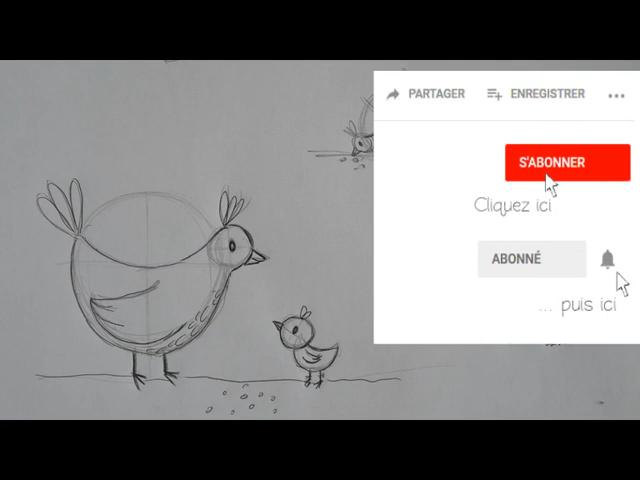 PARTAGER ENREGISTRER
S'ABONNER
Cliquez ici
ABONNÉ
... puis ici